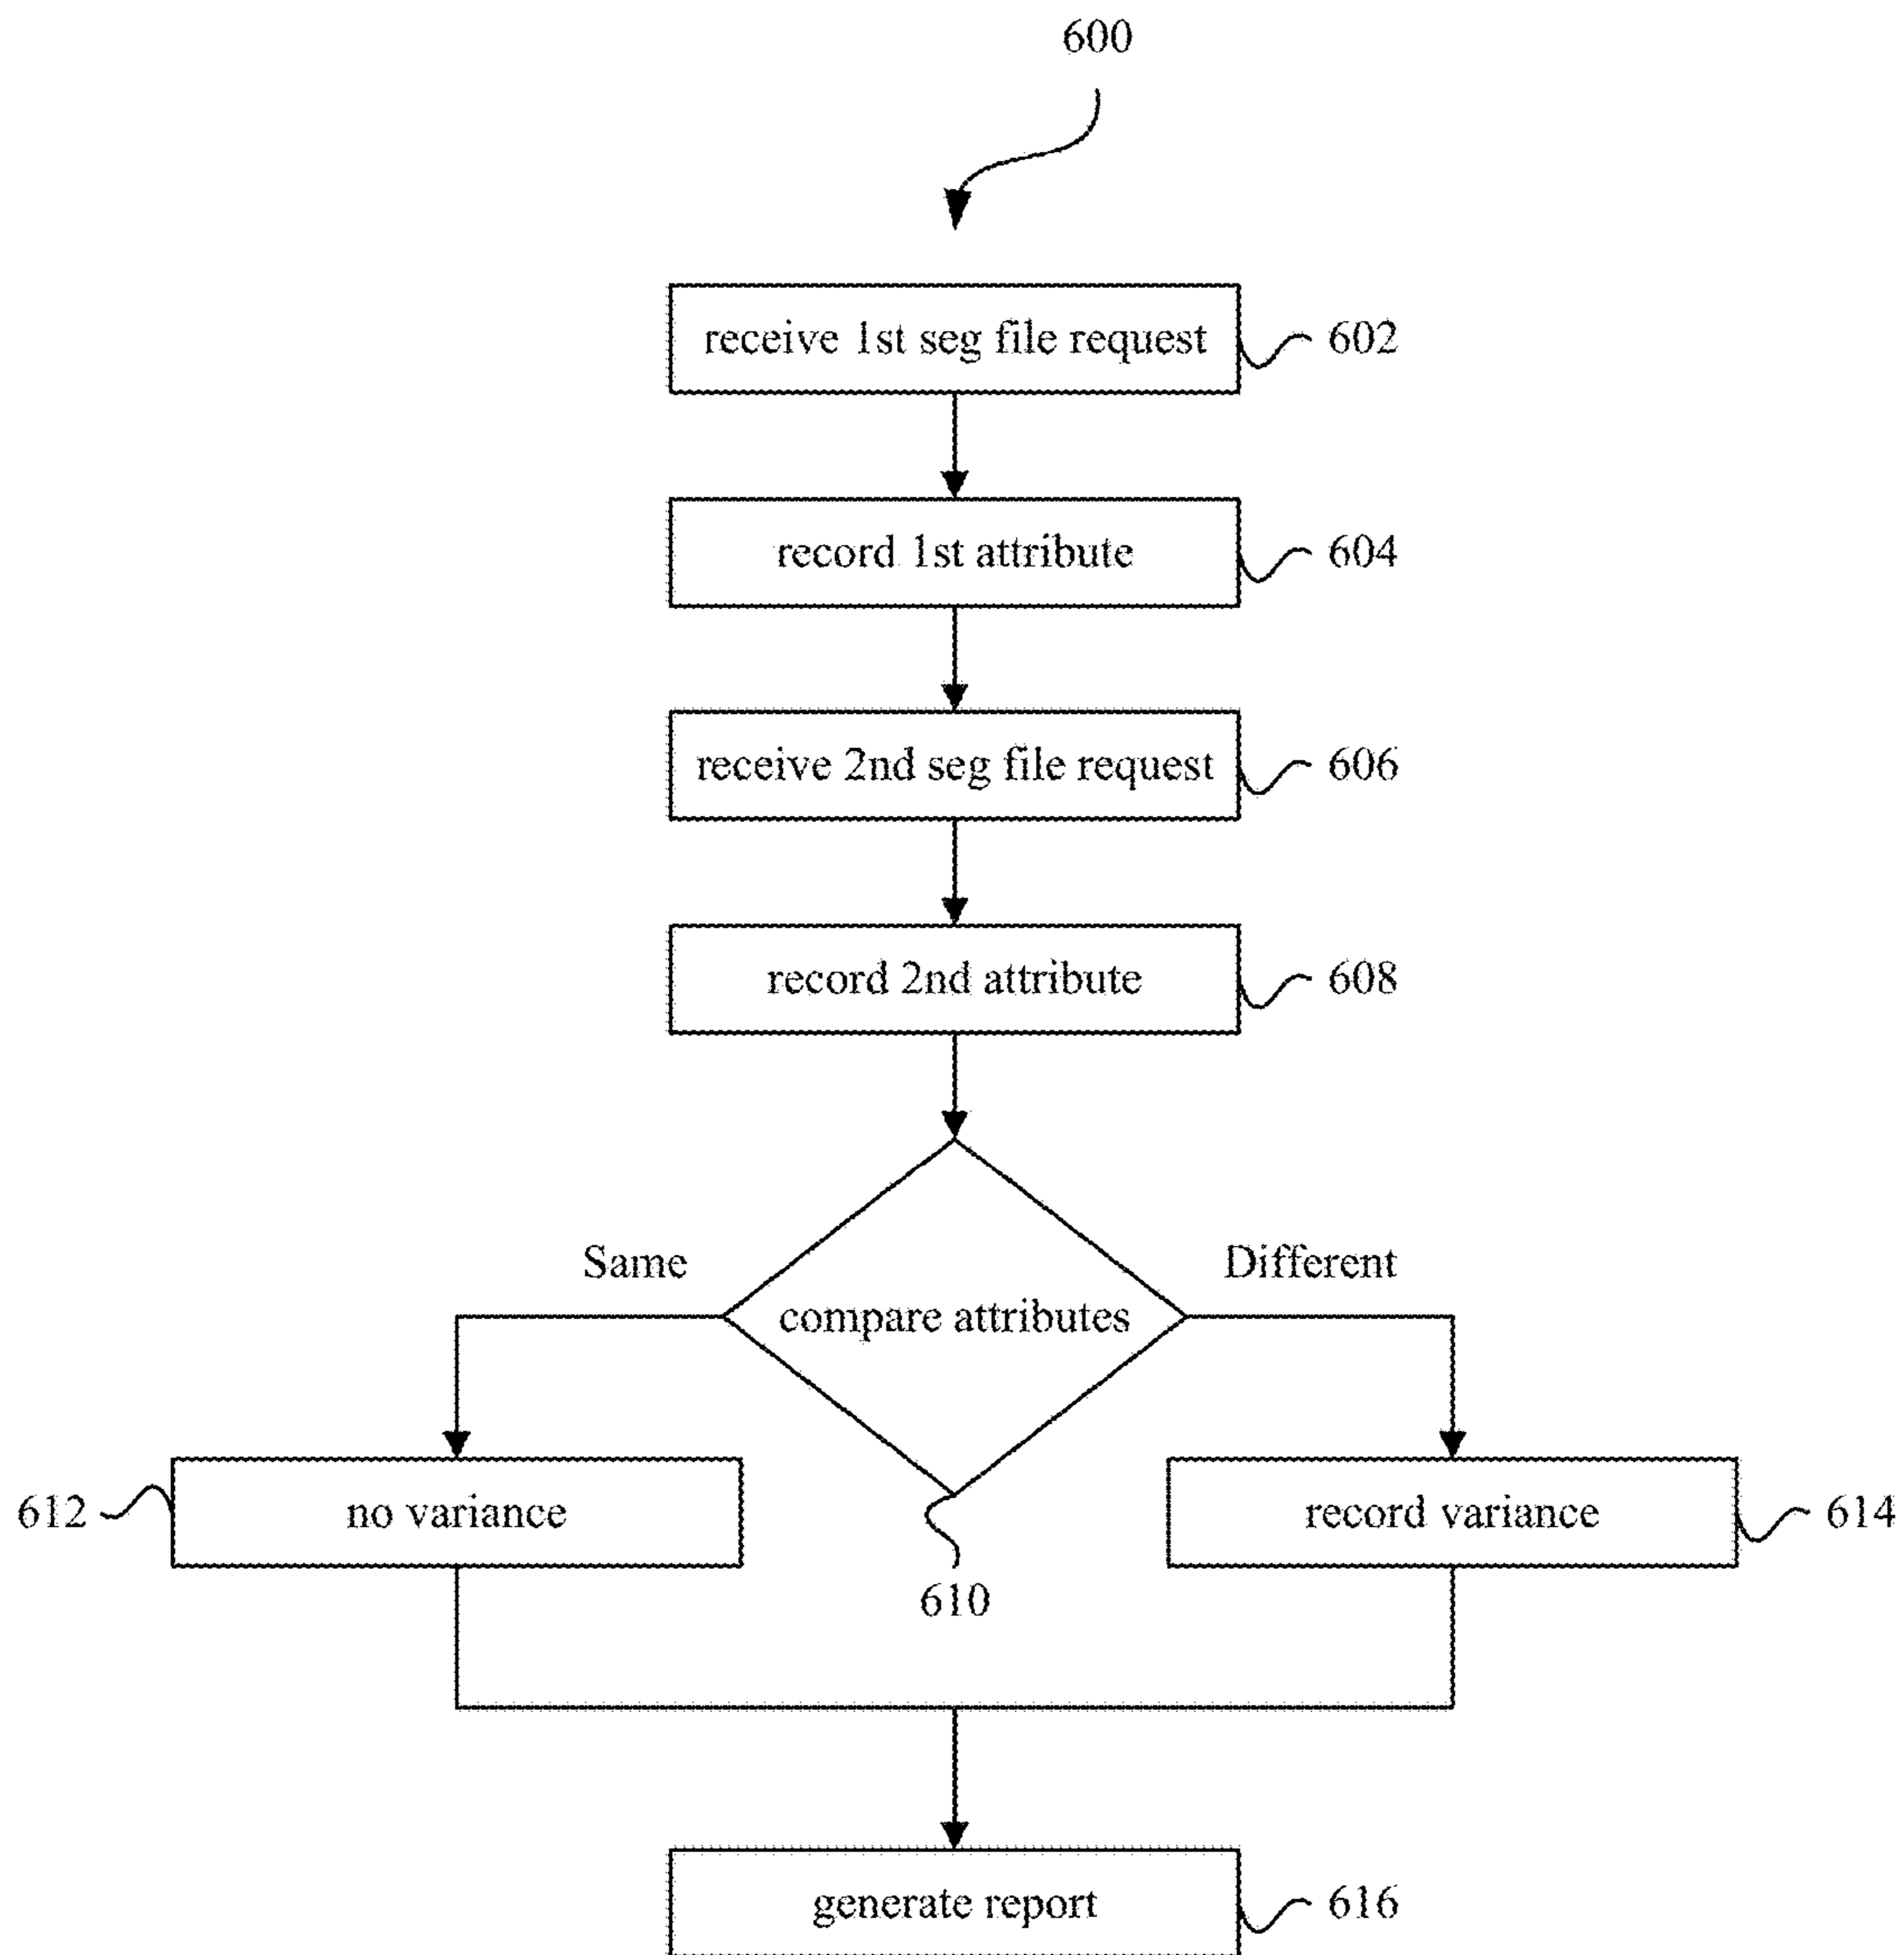 600
receive 1st seg file request
602
record 1st attribute
604
receive 2nd seg file request
606
record 2nd attribute
608
Same
Different
compare attributes
612
no variance
record variance
614
610
generate report
616